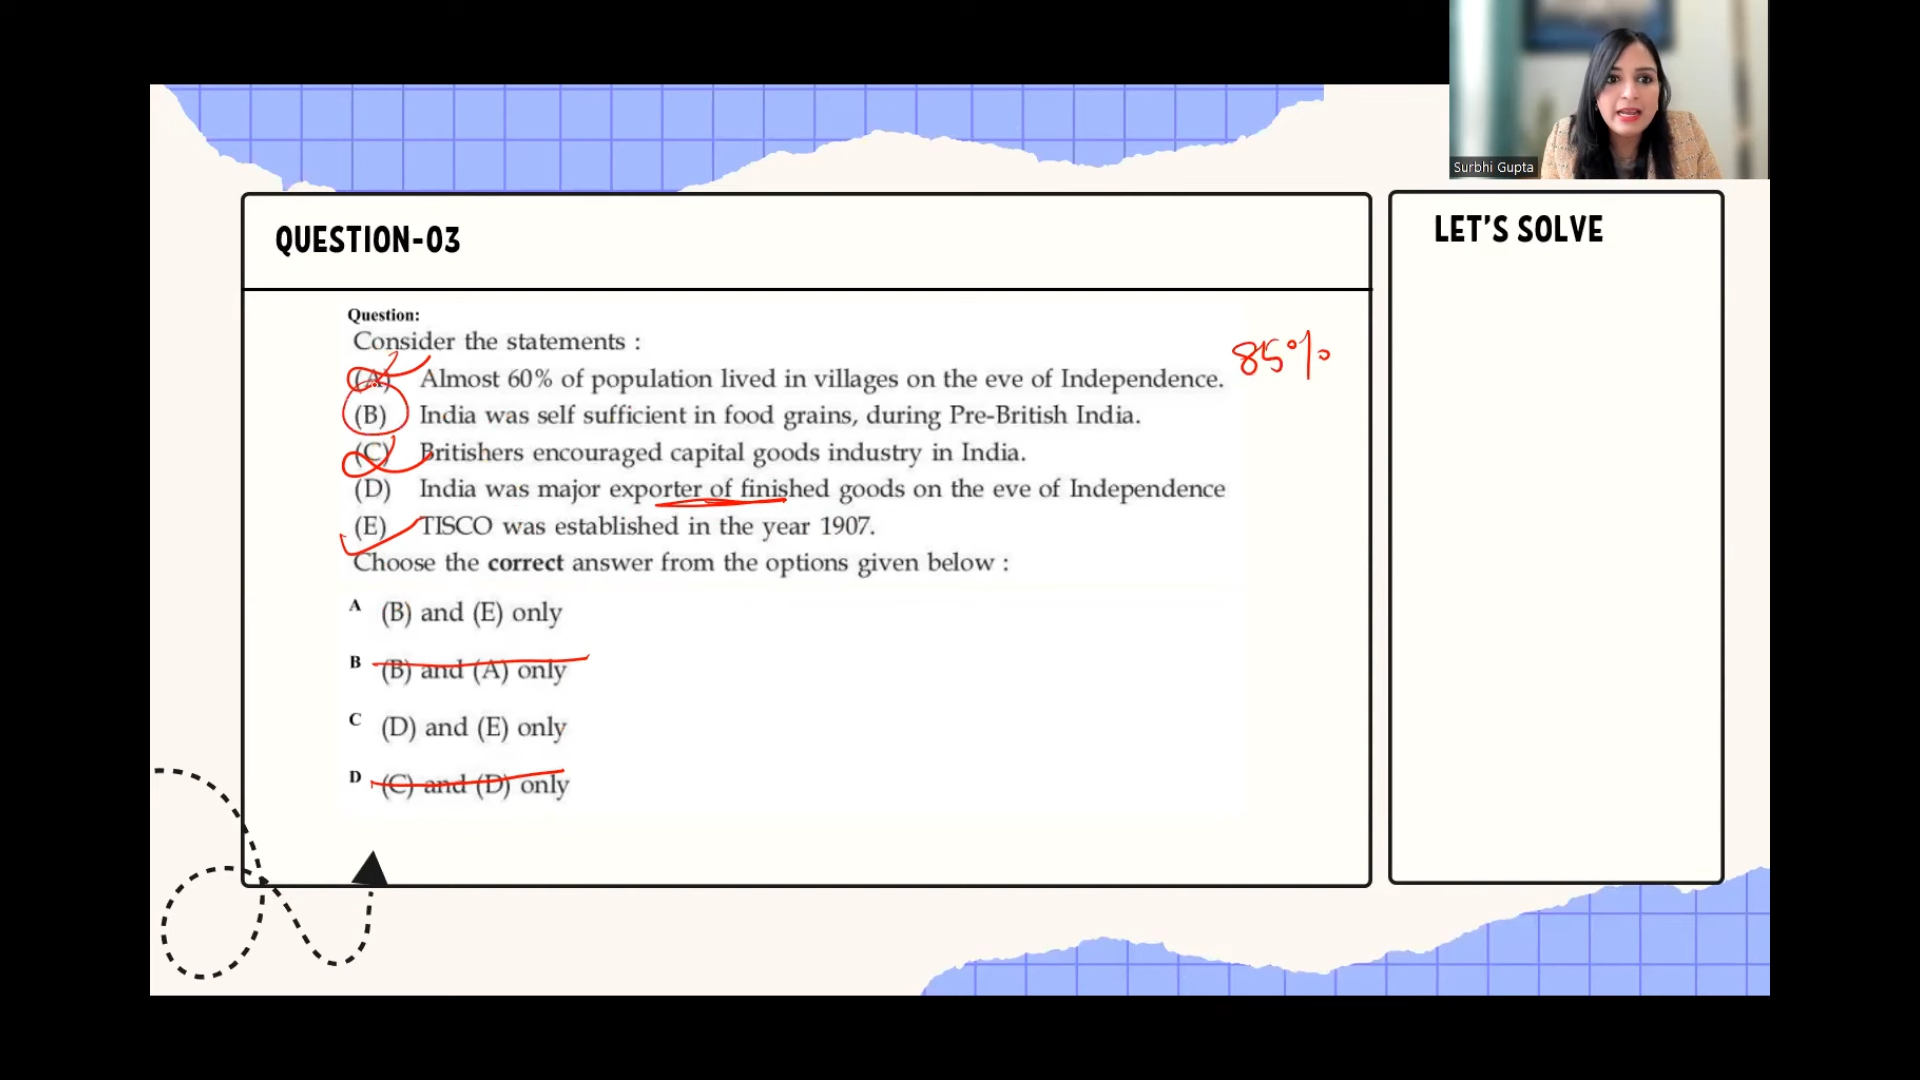 Surbhi Gupta
QUESTION-03
LET'S SOLVE
Question:
Consider the statements :
85%
(A) Almost 60% of population lived in villages on the eve of Independence.
(B) India was self sufficient in food grains, during Pre-British India.
(C) Britishers encouraged capital goods industry in India.
(D) India was major exporter of finished goods on the eve of Independence
(E) TISCO was established in the year 1907.
Choose the correct answer from the options given below :
A (B) and (E) only
B (B) and (A) only
C (D) and (E) only
D (C) and (D) only